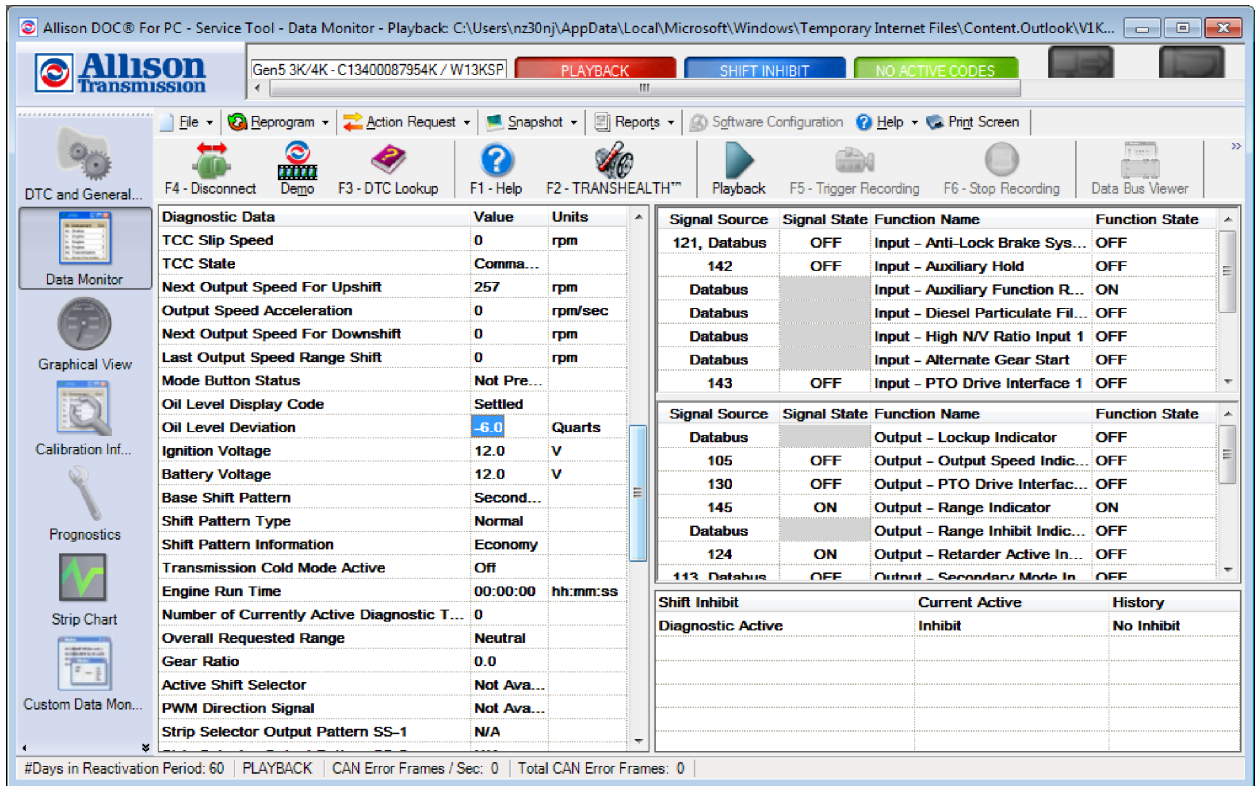 Allison DOC® For PC - Service Tool - Data Monitor - Playback: C:\Users\nz30nj\AppData\Local\Microsoft\Windows\Temporary Internet Files\Content.Outlook\V1K...
Allison Transmission
Gen5 3K/4K - C13400087954K / W13KSP
PLAYBACK
SHIFT INHIBIT
NO ACTIVE CODES
File
Reprogram
Action Request
Snapshot
Reports
Software Configuration
Help
Print Screen
F4 - Disconnect
Demo
F3 - DTC Lookup
F1 - Help
F2 - TRANSHEALTH™
Playback
F5 - Trigger Recording
F6 - Stop Recording
Data Bus Viewer
DTC and General...
Data Monitor
Graphical View
Calibration Inf...
Prognostics
Strip Chart
Custom Data Mon...
Diagnostic Data Value Units
TCC Slip Speed 0 rpm
TCC State Comma...
Next Output Speed For Upshift 257 rpm
Output Speed Acceleration 0 rpm/sec
Next Output Speed For Downshift 0 rpm
Last Output Speed Range Shift 0 rpm
Mode Button Status Not Pre...
Oil Level Display Code Settled
Oil Level Deviation -6.0 Quarts
Ignition Voltage 12.0 V
Battery Voltage 12.0 V
Base Shift Pattern Second...
Shift Pattern Type Normal
Shift Pattern Information Economy
Transmission Cold Mode Active Off
Engine Run Time 00:00:00 hh:mm:ss
Number of Currently Active Diagnostic T... 0
Overall Requested Range Neutral
Gear Ratio 0.0
Active Shift Selector Not Ava...
PWM Direction Signal Not Ava...
Strip Selector Output Pattern SS-1 N/A
Signal Source Signal State Function Name Function State
121, Databus OFF Input - Anti-Lock Brake Sys... OFF
142 OFF Input - Auxiliary Hold OFF
Databus Input - Auxiliary Function R... ON
Databus Input - Diesel Particulate Fil... OFF
Databus Input - High N/V Ratio Input 1 OFF
Databus Input - Alternate Gear Start OFF
143 OFF Input - PTO Drive Interface 1 OFF
Signal Source Signal State Function Name Function State
Databus Output - Lockup Indicator OFF
105 OFF Output - Output Speed Indic... OFF
130 OFF Output - PTO Drive Interfac... OFF
145 ON Output - Range Indicator ON
Databus Output - Range Inhibit Indic... OFF
124 ON Output - Retarder Active In... OFF
113, Databus OFF Output - Secondary Mode In... OFF
Shift Inhibit Current Active History
Diagnostic Active Inhibit No Inhibit
#Days in Reactivation Period: 60 PLAYBACK CAN Error Frames / Sec: 0 Total CAN Error Frames: 0